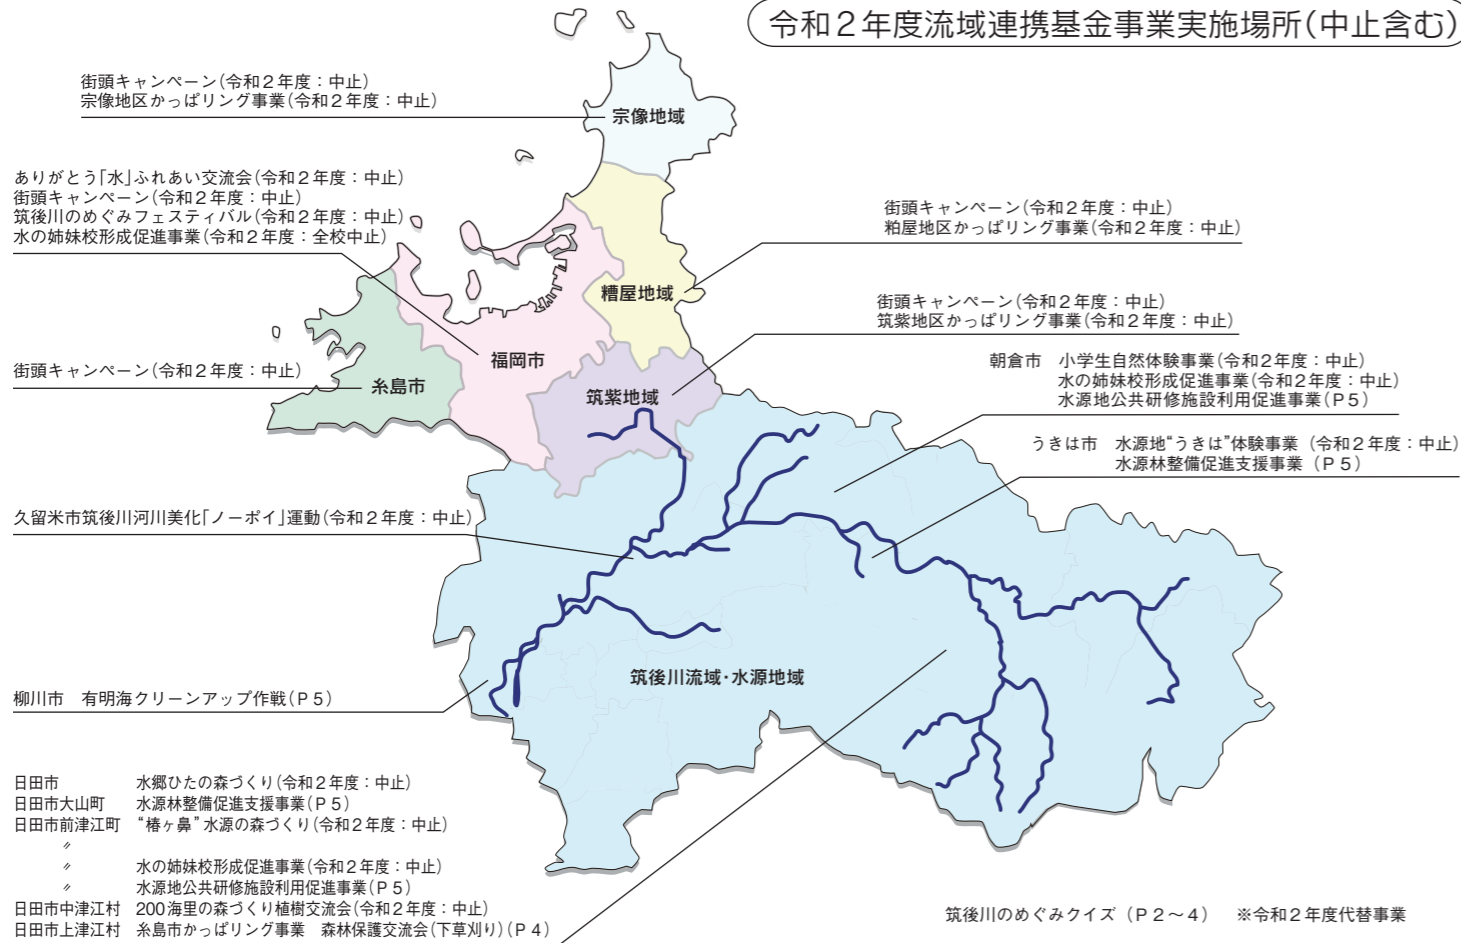 令和２年度流域連携基金事業実施場所(中止含む)
街頭キャンペーン(令和２年度：中止)
宗像地区かっぱリング事業(令和２年度：中止)
宗像地域
ありがとう｢水｣ふれあい交流会(令和２年度：中止)
街頭キャンペーン(令和２年度：中止)
筑後川のめぐみフェスティバル(令和２年度：中止)
水の姉妹校形成促進事業(令和２年度：全校中止)
街頭キャンペーン(令和２年度：中止)
粕屋地区かっぱリング事業(令和２年度：中止)
糟屋地域
街頭キャンペーン(令和２年度：中止)
筑紫地区かっぱリング事業(令和２年度：中止)
福岡市
街頭キャンペーン(令和２年度：中止)
糸島市
筑紫地域
朝倉市　小学生自然体験事業(令和２年度：中止)
水の姉妹校形成促進事業(令和２年度：中止)
水源地公共研修施設利用促進事業(Ｐ５)
うきは市　水源地“うきは”体験事業（令和２年度：中止)
水源林整備促進支援事業（Ｐ５）
久留米市筑後川河川美化｢ノーポイ｣運動(令和２年度：中止)
筑後川流域･水源地域
柳川市　有明海クリーンアップ作戦(Ｐ５)
日田市　水郷ひたの森づくり(令和２年度：中止)
日田市大山町　水源林整備促進支援事業(Ｐ５)
日田市前津江町　“椿ヶ鼻”水源の森づくり(令和２年度：中止)
〃
〃　水の姉妹校形成促進事業(令和２年度：中止)
〃　水源地公共研修施設利用促進事業(Ｐ５)
日田市中津江村　200海里の森づくり植樹交流会(令和２年度：中止)
日田市上津江村　糸島市かっぱリング事業　森林保護交流会(下草刈り)(Ｐ４)
筑後川のめぐみクイズ（Ｐ２～４）　※令和２年度代替事業